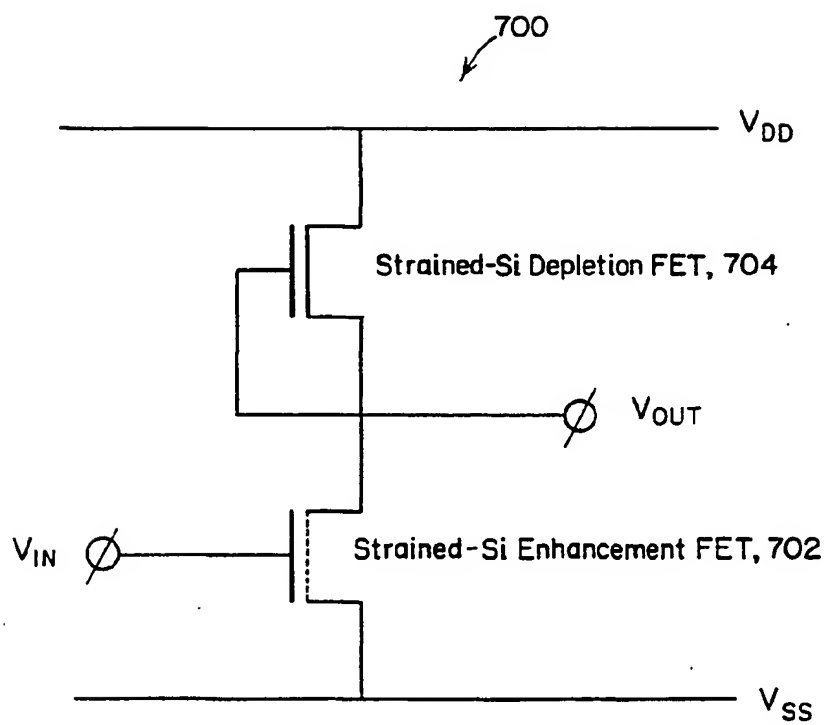 700
VDD
Strained-Si Depletion FET, 704
VOUT
VIN
Strained-Si Enhancement FET, 702
VSS